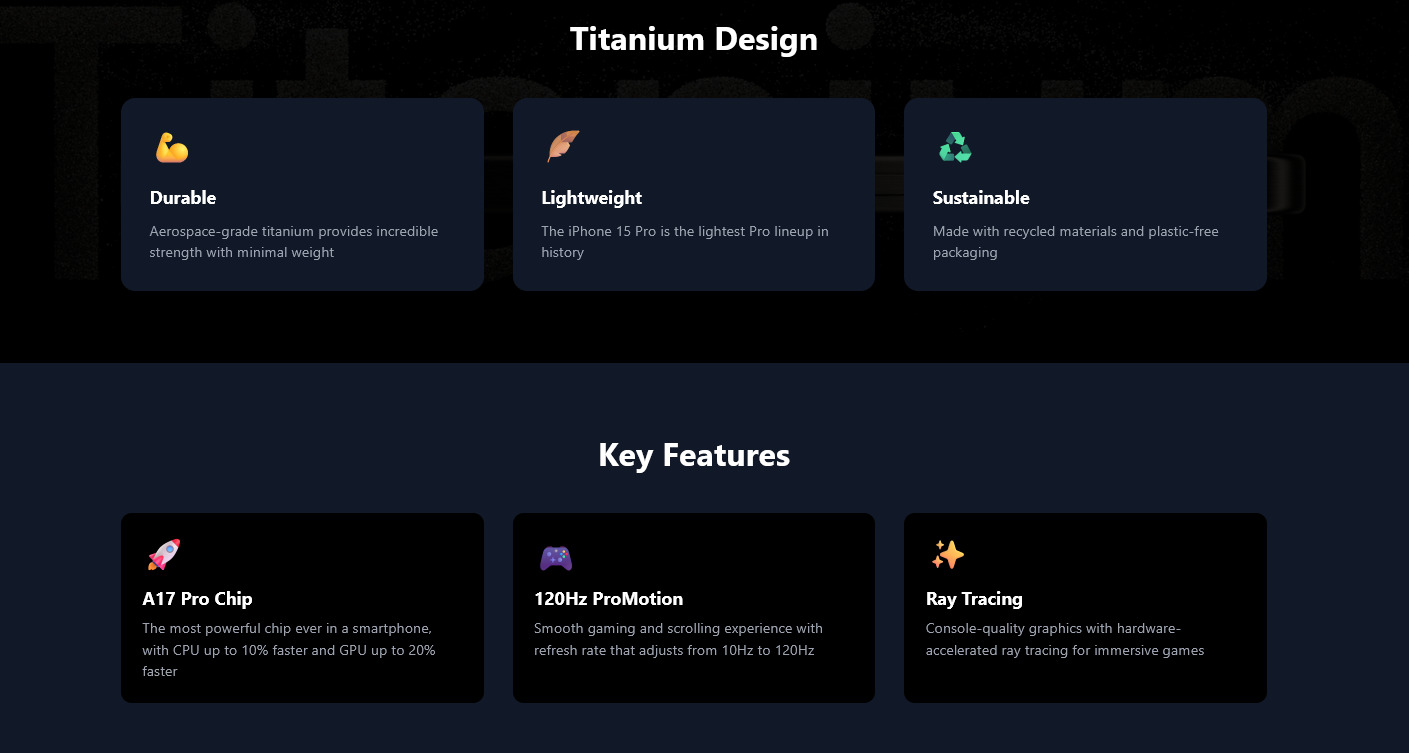 Titanium
Titanium Design
Durable
Aerospace-grade titanium provides incredible
strength with minimal weight
Lightweight
The iPhone 15 Pro is the lightest Pro lineup in
history
Sustainable
Made with recycled materials and plastic-free
packaging
Key Features
A17 Pro Chip
The most powerful chip ever in a smartphone,
with CPU up to 10% faster and GPU up to 20%
faster
120Hz ProMotion
Smooth gaming and scrolling experience with
refresh rate that adjusts from 10Hz to 120Hz
Ray Tracing
Console-quality graphics with hardware-
accelerated ray tracing for immersive games